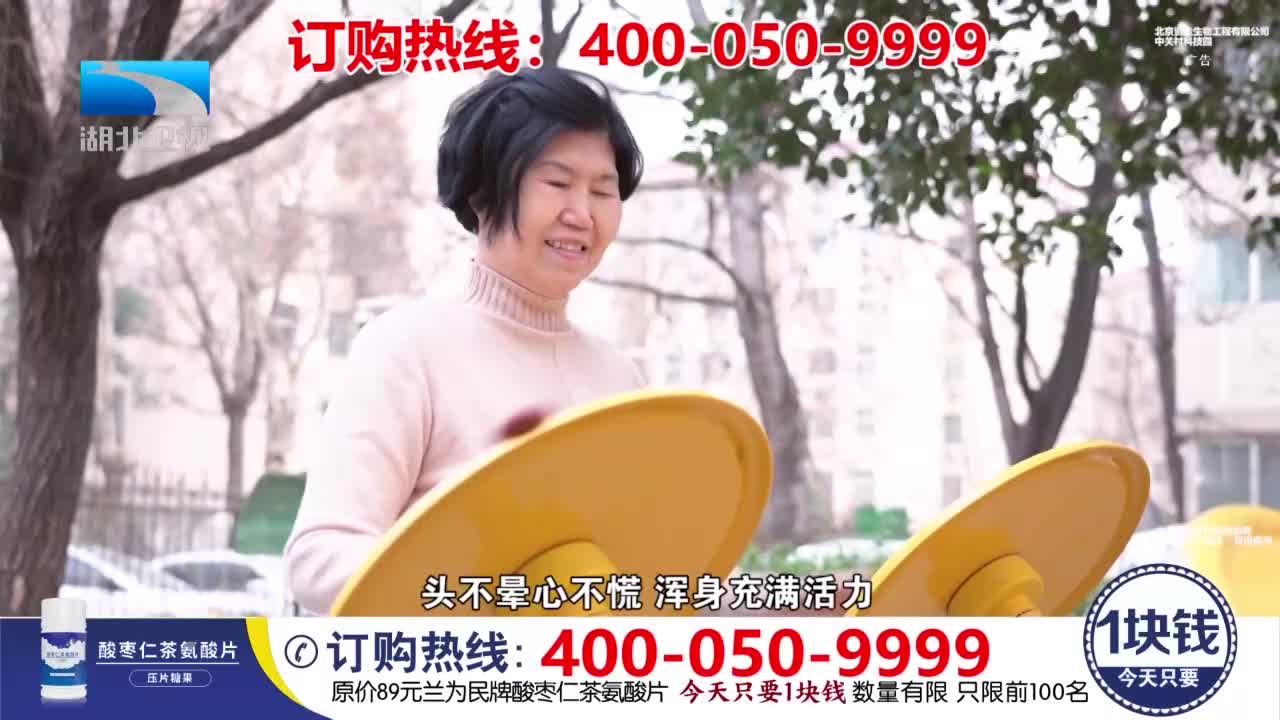 订购热线：400-050-9999
中关村科技园
广告
湖北卫视
头不晕心不慌 浑身充满活力
酸枣仁茶氨酸片
压片糖果
订购热线：400-050-9999
原价89元兰为民牌酸枣仁茶氨酸片 今天只要1块钱 数量有限 只限前100名
1块钱
今天只要